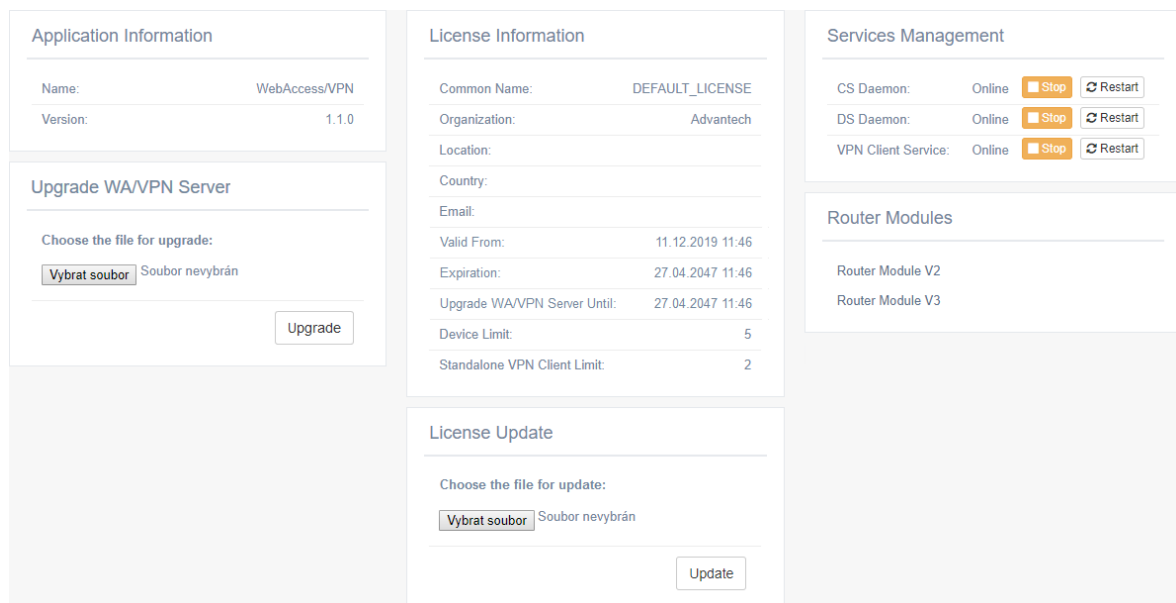 Application Information
Name: WebAccess/VPN
Version: 1.1.0
Upgrade WA/VPN Server
Choose the file for upgrade:
Vybrat soubor Soubor nevybrán
Upgrade
License Information
Common Name: DEFAULT_LICENSE
Organization: Advantech
Location:
Country:
Email:
Valid From: 11.12.2019 11:46
Expiration: 27.04.2047 11:46
Upgrade WA/VPN Server Until: 27.04.2047 11:46
Device Limit: 5
Standalone VPN Client Limit: 2
License Update
Choose the file for update:
Vybrat soubor Soubor nevybrán
Update
Services Management
CS Daemon: Online Stop Restart
DS Daemon: Online Stop Restart
VPN Client Service: Online Stop Restart
Router Modules
Router Module V2
Router Module V3